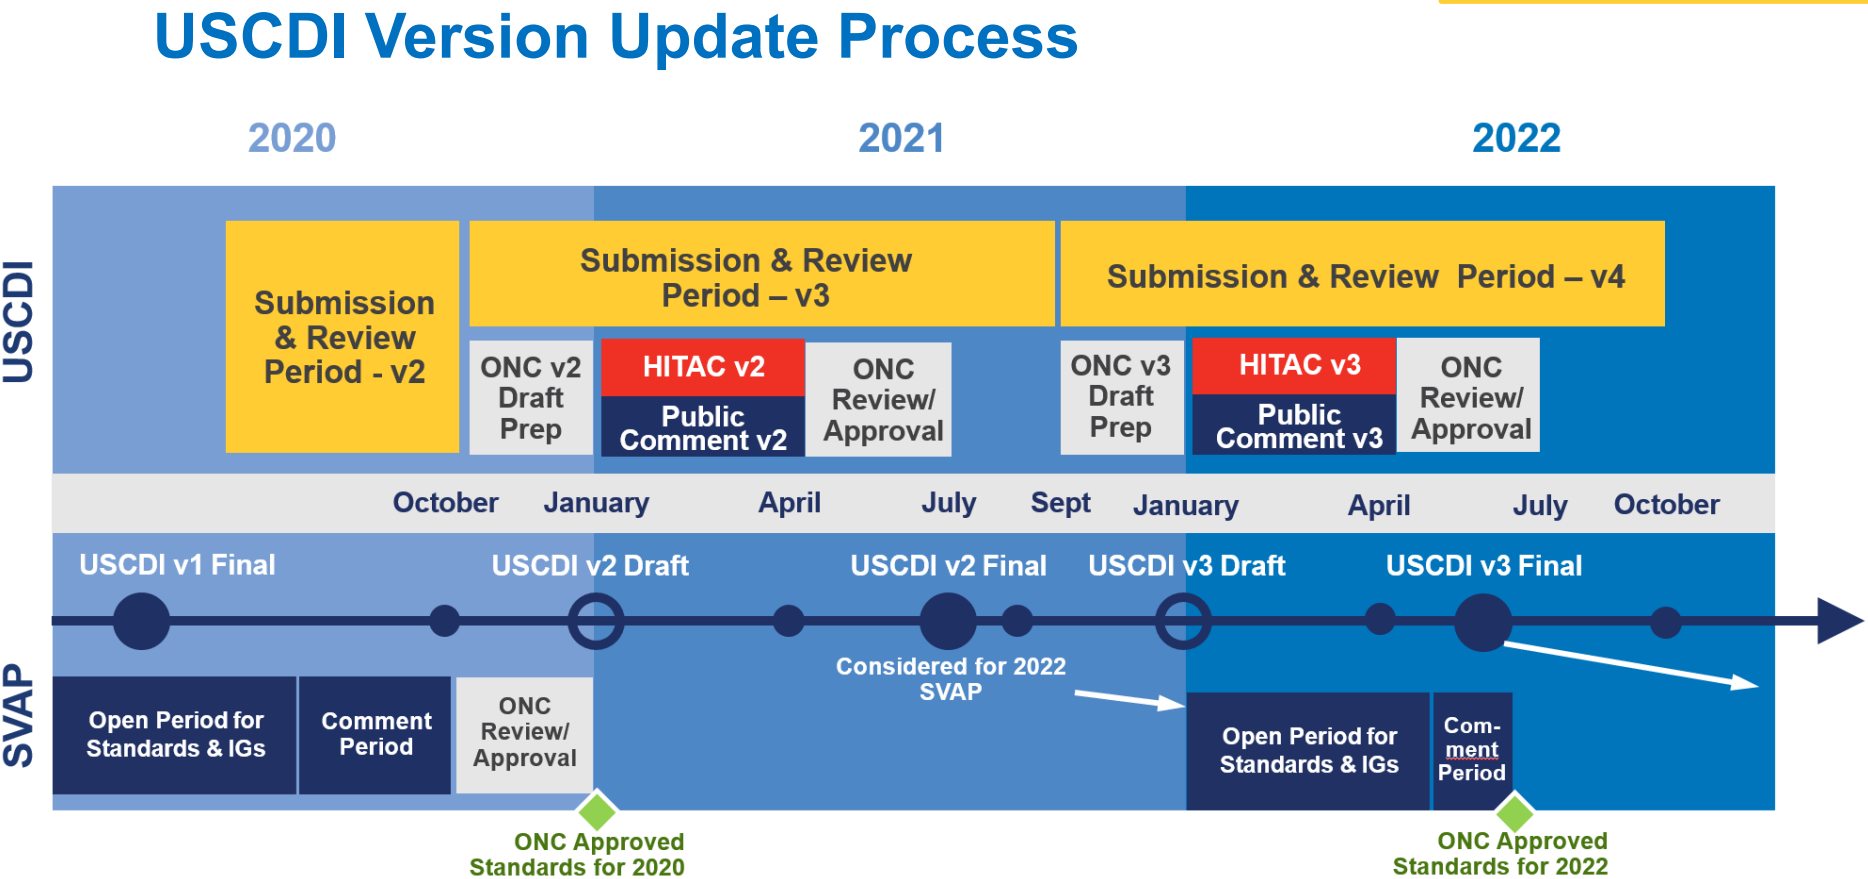 USCDI Version Update Process
2020
2021
2022
USCDI
Submission
& Review
Period - v2
Submission & Review
Period – v3
Submission & Review Period – v4
ONC v2
Draft
Prep
HITAC v2
Public
Comment v2
ONC
Review/
Approval
ONC v3
Draft
Prep
HITAC v3
Public
Comment v3
ONC
Review/
Approval
October
January
April
July
Sept
January
April
July
October
USCDI v1 Final
USCDI v2 Draft
USCDI v2 Final
USCDI v3 Draft
USCDI v3 Final
SVAP
Considered for 2022
SVAP
Open Period for
Standards & IGs
Comment
Period
ONC
Review/
Approval
Open Period for
Standards & IGs
Com-
ment
Period
ONC Approved
Standards for 2020
ONC Approved
Standards for 2022